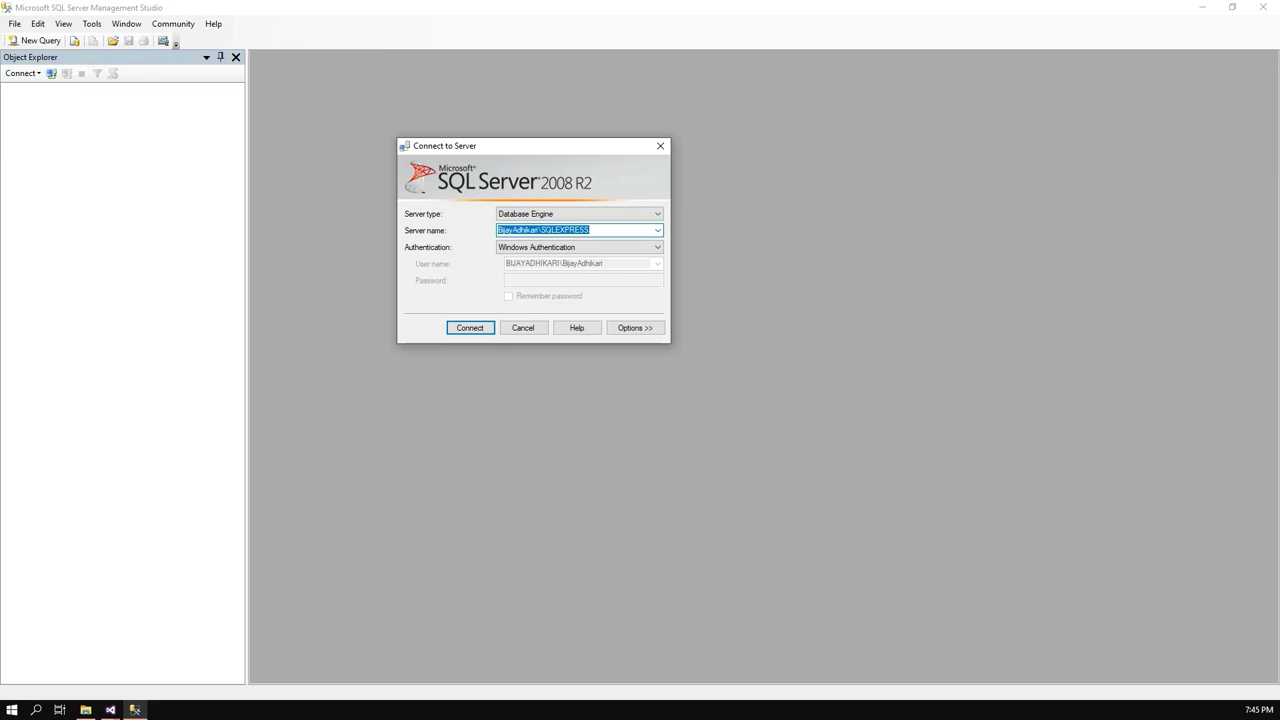 Microsoft SQL Server Management Studio
File Edit View Tools Window Community Help
New Query
Object Explorer
Connect
Connect to Server
Microsoft
SQL Server 2008 R2
Server type: Database Engine
Server name: BijayAdhikari\SQLEXPRESS
Authentication: Windows Authentication
User name: BIJAYADHIKARI\BijayAdhikari
Password:
Remember password
Connect Cancel Help Options >>
7:45 PM